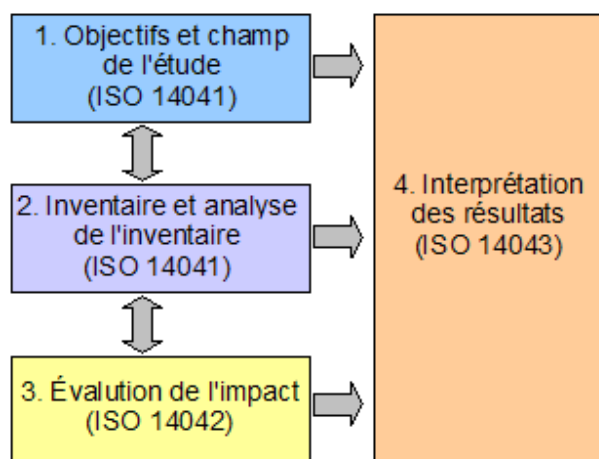 1. Objectifs et champ
de l'étude
(ISO 14041)
2. Inventaire et analyse
de l'inventaire
(ISO 14041)
3. Évalution de l'impact
(ISO 14042)
4. Interprétation
des résultats
(ISO 14043)